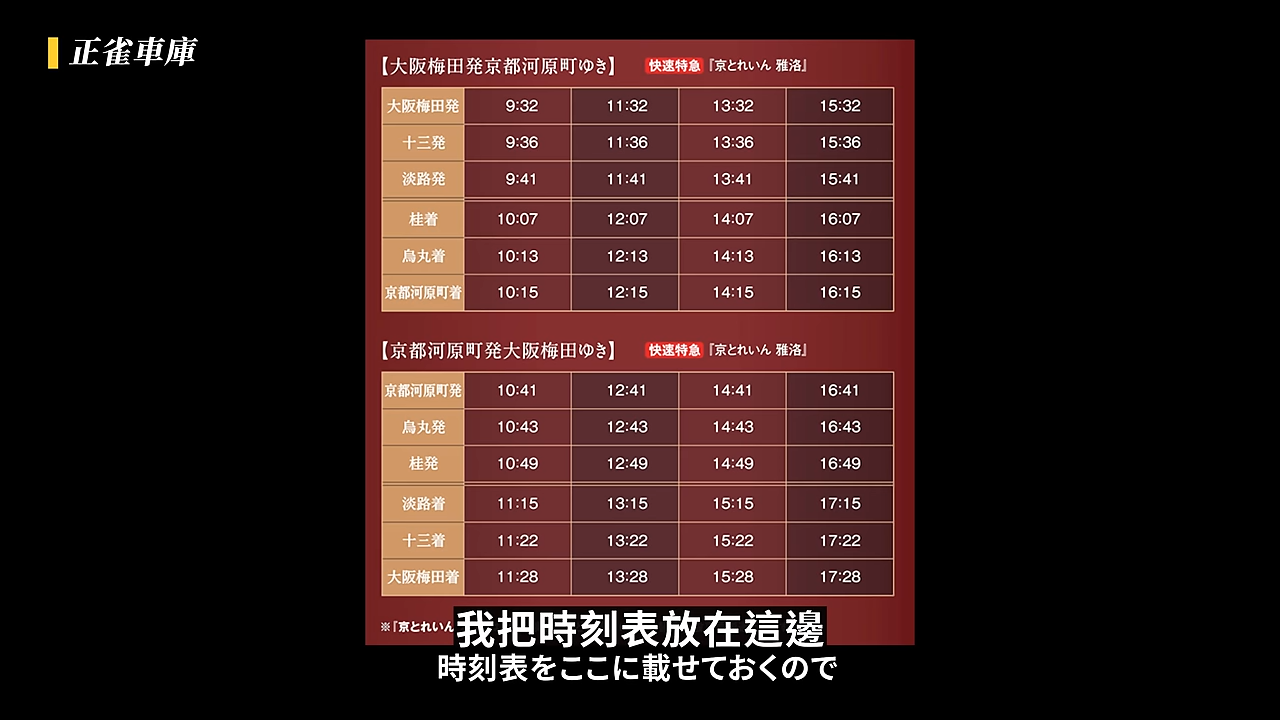 正雀車庫
【大阪梅田発京都河原町ゆき】 快速特急 『京とれいん 雅洛』
大阪梅田発 9:32 11:32 13:32 15:32
十三発 9:36 11:36 13:36 15:36
淡路発 9:41 11:41 13:41 15:41
桂着 10:07 12:07 14:07 16:07
烏丸着 10:13 12:13 14:13 16:13
京都河原町着 10:15 12:15 14:15 16:15
【京都河原町発大阪梅田ゆき】 快速特急 『京とれいん 雅洛』
京都河原町発 10:41 12:41 14:41 16:41
烏丸発 10:43 12:43 14:43 16:43
桂発 10:49 12:49 14:49 16:49
淡路着 11:15 13:15 15:15 17:15
十三着 11:22 13:22 15:22 17:22
大阪梅田着 11:28 13:28 15:28 17:28
※『京とれいん
我把時刻表放在這邊
時刻表をここに載せておくので